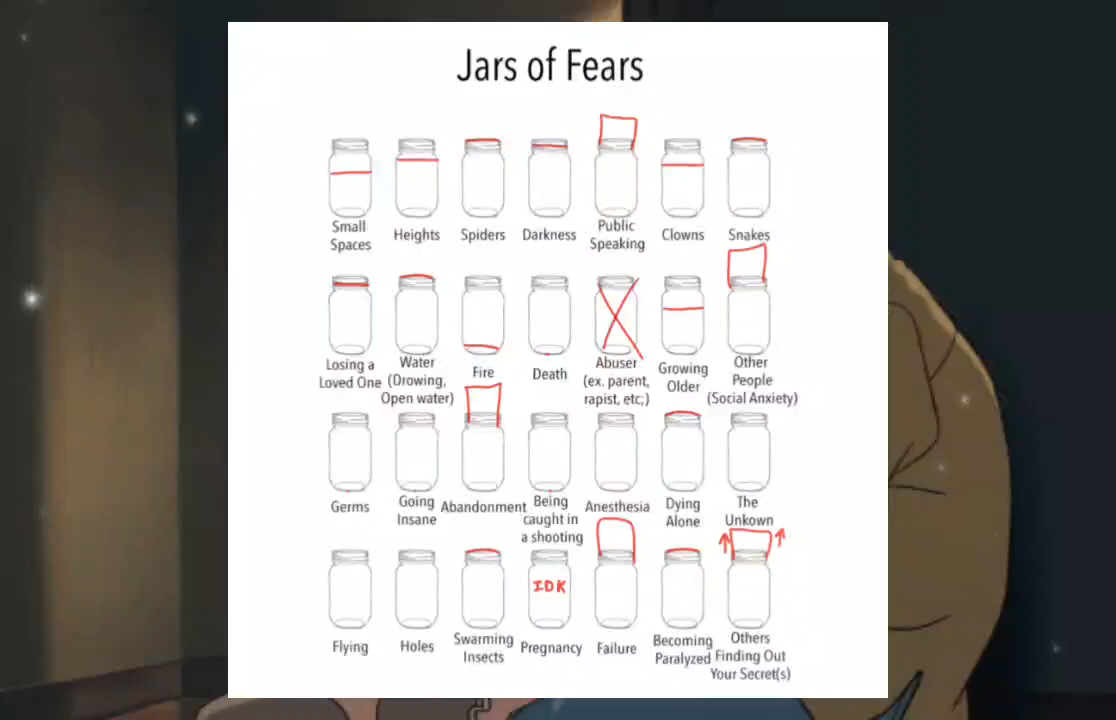 Jars of Fears
Small
Spaces
Heights
Spiders
Darkness
Public
Speaking
Clowns
Snakes
Losing a
Loved One
Water
(Drowing,
Open water)
Fire
Death
Abuser
(ex. parent,
rapist, etc;)
Growing
Older
Other
People
(Social Anxiety)
Germs
Going
Insane
Abandonment
Being
caught in
a shooting
Anesthesia
Dying
Alone
The
Unkown
Flying
Holes
Swarming
Insects
IDK
Pregnancy
Failure
Becoming
Paralyzed
Others
Finding Out
Your Secret(s)